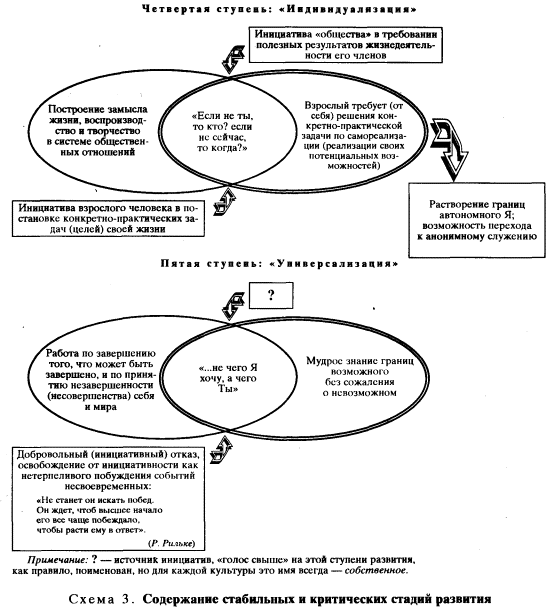 Четвертая ступень: «Индивидуализация»
Инициатива «общества» в требовании
полезных результатов жизнедеятель-
ности его членов
Построение замысла
жизни, воспроизвод-
ство и творчество
в системе обществен-
ных отношений
«Если не ты,
то кто? если
не сейчас,
то когда?»
Взрослый требует (от
себя) решения кон-
кретно-практической
задачи по самореализа-
ции (реализации своих
потенциальных воз-
можностей)
Инициатива взрослого человека в по-
становке конкретно-практических за-
дач (целей) своей жизни
Растворение границ
автономного Я;
возможность перехода
к анонимному служению
Пятая ступень: «Универсализация»
?
Работа по завершению
того, что может быть
завершено, и по приня-
тию незавершенности
(несовершенства) себя
и мира
«...не чего Я
хочу, а чего
Ты»
Мудрое знание границ
возможного
без сожаления
о невозможном
Добровольный (инициативный) отказ,
освобождение от инициативности как
нетерпеливого побуждения событий
несвоевременных:
«Не станет он искать побед.
Он ждет, чтоб высшее начало
его все чаще побеждало,
чтобы расти ему в ответ».
(Р. Рильке)
Примечание: ? — источник инициатив, «голос свыше» на этой ступени развития,
как правило, поименован, но для каждой культуры это имя всегда — собственное.
Схема 3. Содержание стабильных и критических стадий развития